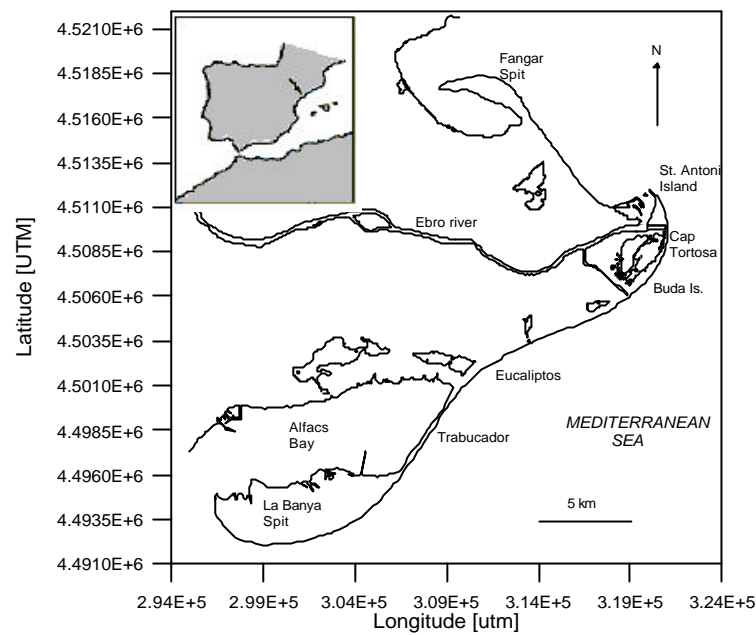 4.5210E+6
4.5185E+6
4.5160E+6
4.5135E+6
4.5110E+6
4.5085E+6
4.5060E+6
4.5035E+6
4.5010E+6
4.4985E+6
4.4960E+6
4.4935E+6
4.4910E+6
Latitude [UTM]
Fangar
Spit
N
St. Antoni
Island
Ebro river
Cap
Tortosa
Buda Is.
Eucaliptos
Alfacs
Bay
Trabucador
MEDITERRANEAN
SEA
La Banya
Spit
5 km
2.94E+5 2.99E+5 3.04E+5 3.09E+5 3.14E+5 3.19E+5 3.24E+5
Longitude [utm]